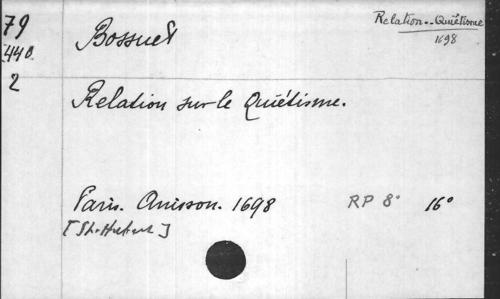 79
440.
2
Bossuet
Relation..Quiétisme
1698
Relation sur le Quiétisme.
Paris. Anisson. 1698
RP 8° 16°
[St-Hubert]